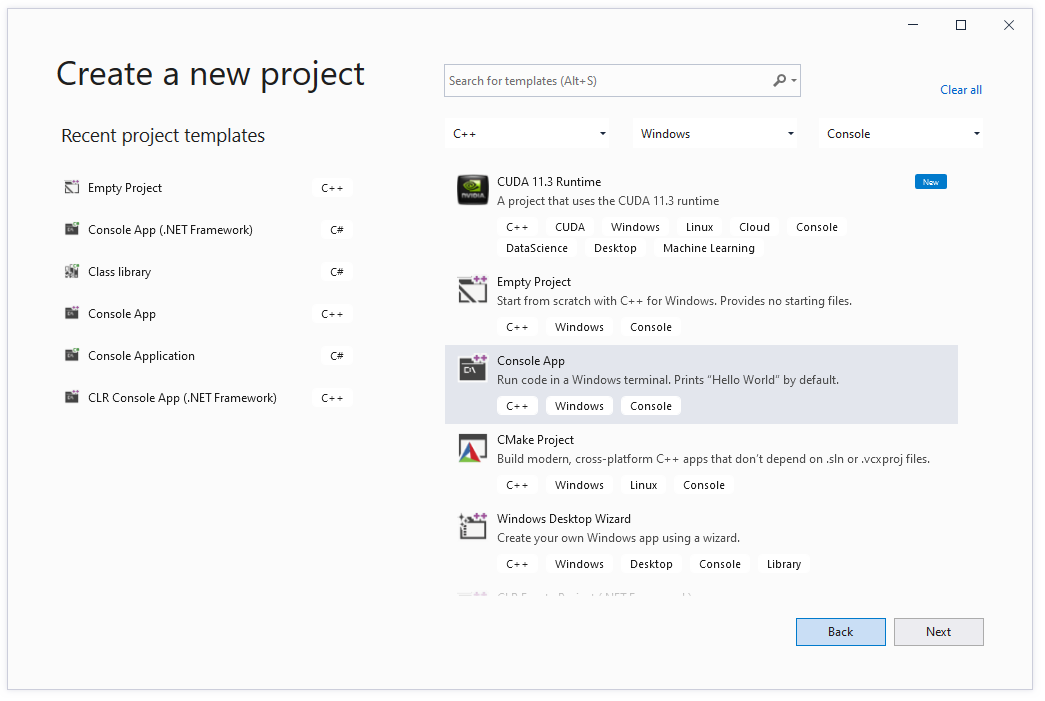 Create a new project
Search for templates (Alt+S)
Clear all
Recent project templates
C++
Windows
Console
Empty Project C++
Console App (.NET Framework) C#
Class library C#
Console App C++
Console Application C#
CLR Console App (.NET Framework) C++
CUDA 11.3 Runtime New
A project that uses the CUDA 11.3 runtime
C++ CUDA Windows Linux Cloud Console
DataScience Desktop Machine Learning
Empty Project
Start from scratch with C++ for Windows. Provides no starting files.
C++ Windows Console
Console App
Run code in a Windows terminal. Prints "Hello World" by default.
C++ Windows Console
CMake Project
Build modern, cross-platform C++ apps that don't depend on .sln or .vcxproj files.
C++ Windows Linux Console
Windows Desktop Wizard
Create your own Windows app using a wizard.
C++ Windows Desktop Console Library
Back
Next